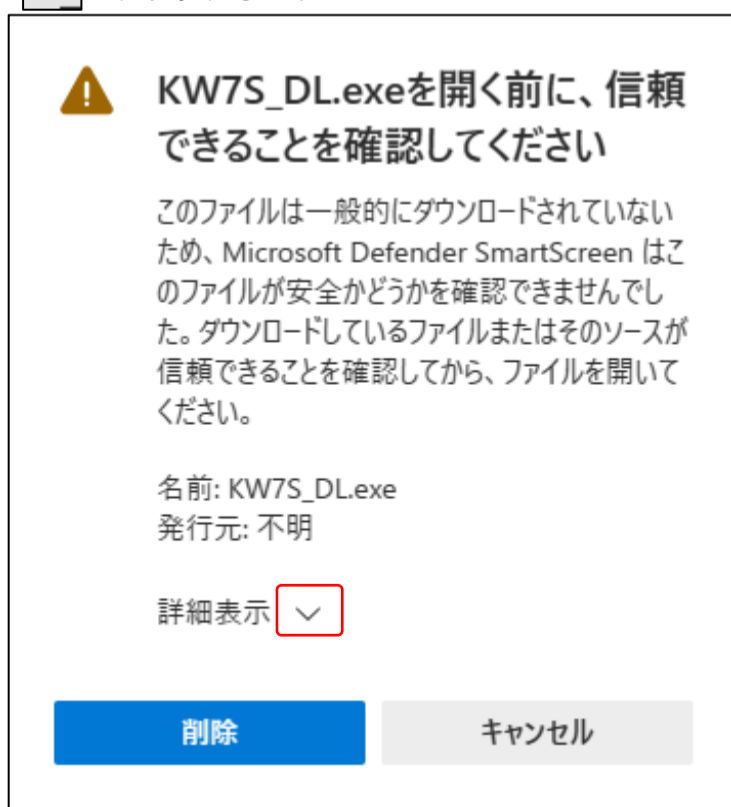 KW7S_DL.exeを開く前に、信頼
できることを確認してください
このファイルは一般的にダウンロードされていない
ため、Microsoft Defender SmartScreen はこ
のファイルが安全かどうかを確認できませんでし
た。ダウンロードしているファイルまたはそのソースが
信頼できることを確認してから、ファイルを開いて
ください。
名前: KW7S_DL.exe
発行元: 不明
詳細表示
削除
キャンセル